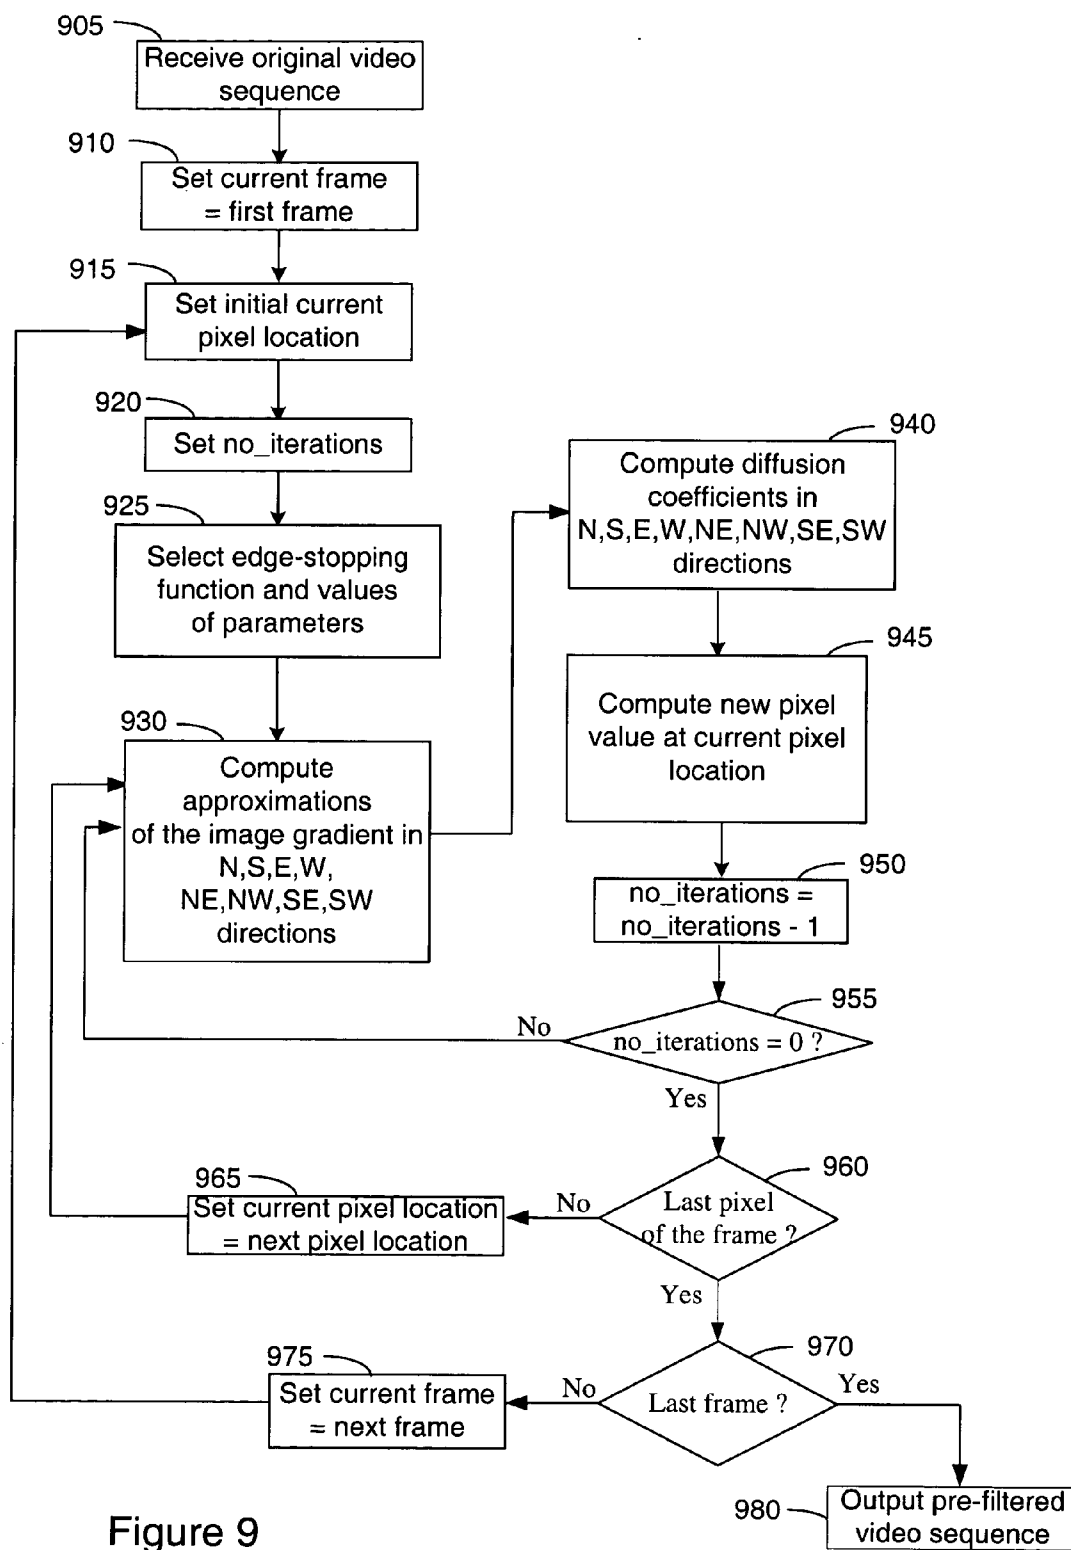 905
Receive original video
sequence
910
Set current frame
= first frame
915
Set initial current
pixel location
920
Set no_iterations
925
Select edge-stopping
function and values
of parameters
930
Compute
approximations
of the image gradient in
N,S,E,W,
NE,NW,SE,SW
directions
940
Compute diffusion
coefficients in
N,S,E,W,NE,NW,SE,SW
directions
945
Compute new pixel
value at current pixel
location
950
no_iterations =
no_iterations - 1
955
no_iterations = 0 ?
No
Yes
960
Last pixel
of the frame ?
No
965
Set current pixel location
= next pixel location
Yes
970
Last frame ?
No
Yes
975
Set current frame
= next frame
980
Output pre-filtered
video sequence
Figure 9